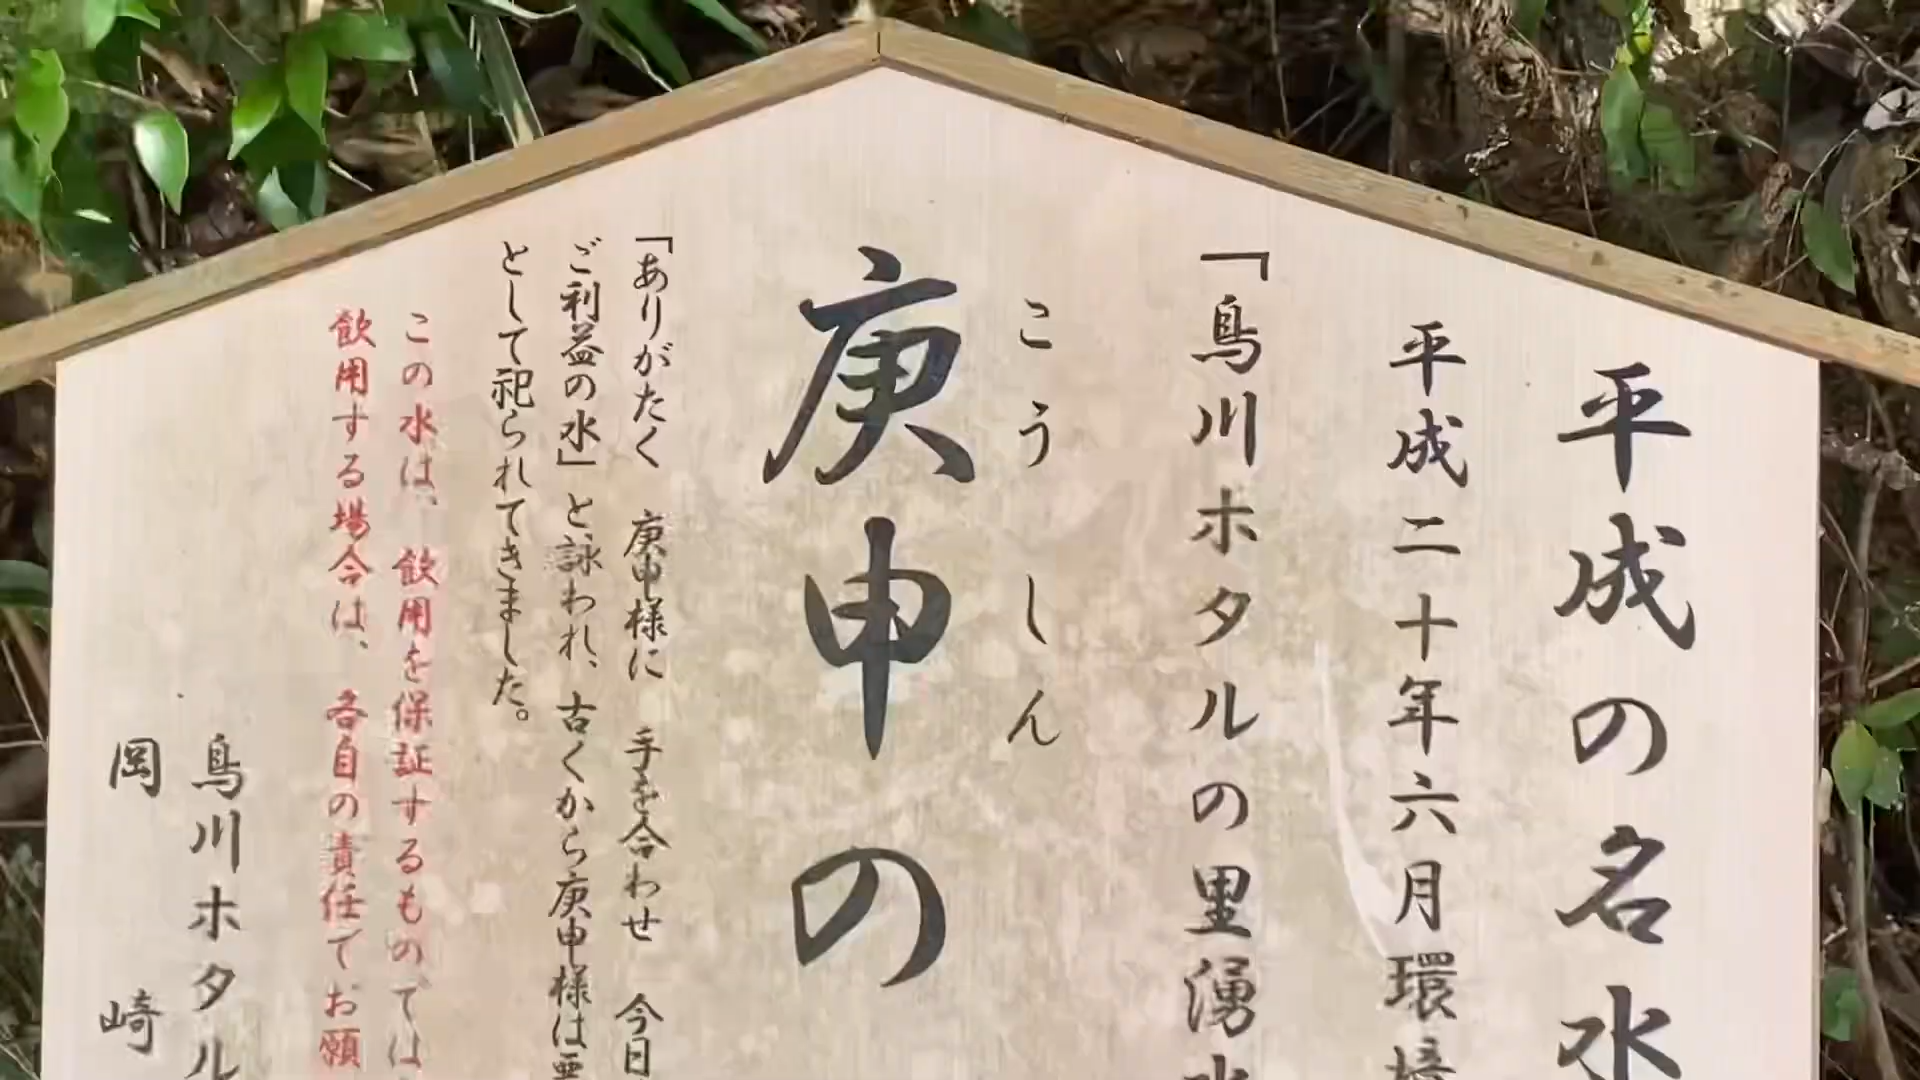 平成の名水
平成二十年六月環境
「鳥川ホタルの里湧水
こうしん
庚申の
「ありがたく 庚申様に 手を合わせ 今日
ご利益の水」と詠われ、古くから庚申様は悪
として祀られてきました。
この水は、飲用を保証するものでは
飲用する場合は、各自の責任でお願
鳥川ホタル
岡崎